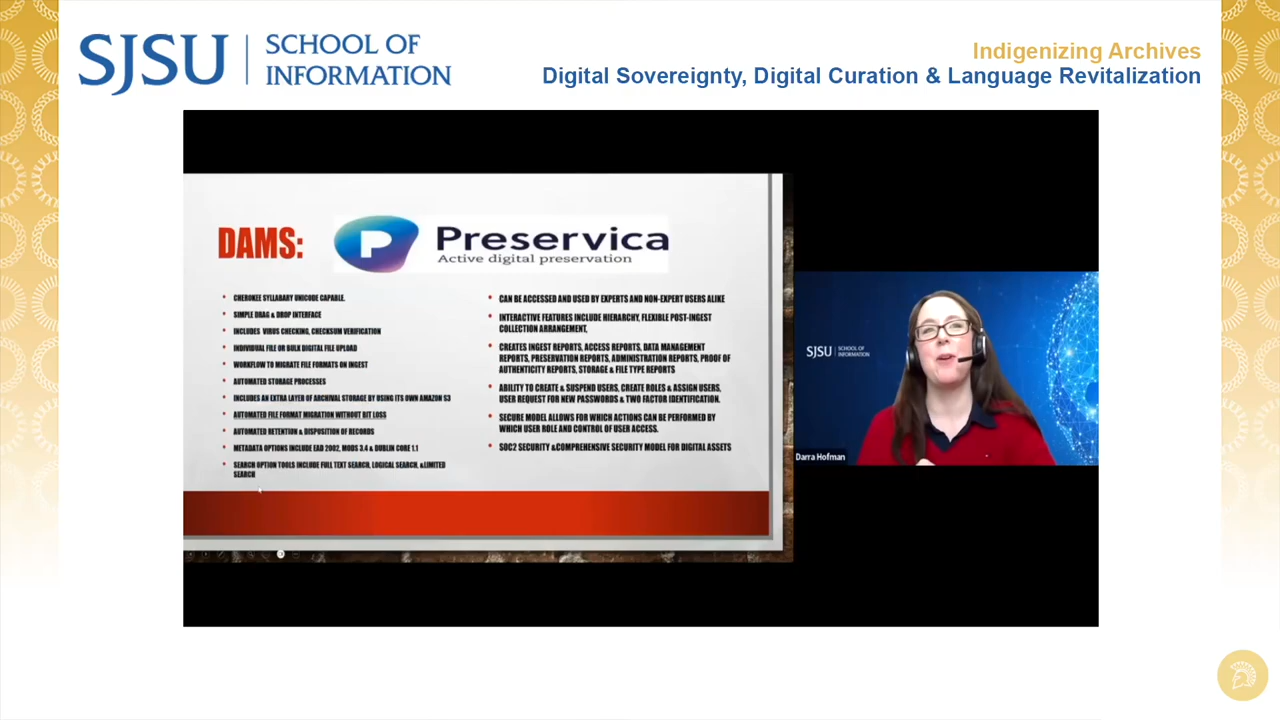 SJSU
SCHOOL OF
INFORMATION
Indigenizing Archives
Digital Sovereignty, Digital Curation & Language Revitalization
DAMS:
P
Preservica
Active digital preservation
CHEROKEE SYLLABARY UNICODE CAPABLE.
SIMPLE DRAG & DROP INTERFACE
INCLUDES VIRUS CHECKING, CHECKSUM VERIFICATION
INDIVIDUAL FILE OR BULK DIGITAL FILE UPLOAD
WORKFLOW TO MIGRATE FILE FORMATS ON INGEST
AUTOMATED STORAGE PROCESSES
INCLUDES AN EXTRA LAYER OF ARCHIVAL STORAGE BY USING ITS OWN AMAZON S3
AUTOMATED FILE FORMAT MIGRATION WITHOUT BIT LOSS
AUTOMATED RETENTION & DISPOSITION OF RECORDS
METADATA OPTIONS INCLUDE EAD 2002, MODS 3.4 & DUBLIN CORE 1.1
SEARCH OPTION TOOLS INCLUDE FULL TEXT SEARCH, LOGICAL SEARCH, &LIMITED
SEARCH
CAN BE ACCESSED AND USED BY EXPERTS AND NON-EXPERT USERS ALIKE
INTERACTIVE FEATURES INCLUDE HIERARCHY, FLEXIBLE POST-INGEST
COLLECTION ARRANGEMENT,
CREATES INGEST REPORTS, ACCESS REPORTS, DATA MANAGEMENT
REPORTS, PRESERVATION REPORTS, ADMINISTRATION REPORTS, PROOF OF
AUTHENTICITY REPORTS, STORAGE & FILE TYPE REPORTS
ABILITY TO CREATE & SUSPEND USERS, CREATE ROLES & ASSIGN USERS,
USER REQUEST FOR NEW PASSWORDS & TWO FACTOR IDENTIFICATION.
SECURE MODEL ALLOWS FOR WHICH ACTIONS CAN BE PERFORMED BY
WHICH USER ROLE AND CONTROL OF USER ACCESS.
SOC2 SECURITY &COMPREHENSIVE SECURITY MODEL FOR DIGITAL ASSETS
SJSU
SCHOOL OF
INFORMATION
Darra Hofman